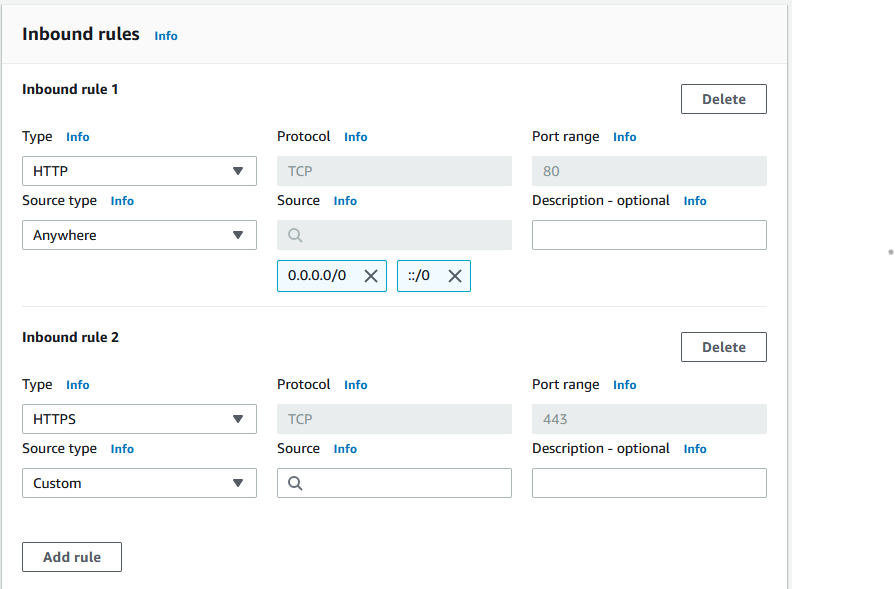 Inbound rules Info
Inbound rule 1
Delete
Type Info Protocol Info Port range Info
HTTP TCP 80
Source type Info Source Info Description - optional Info
Anywhere
0.0.0.0/0 ::/0
Inbound rule 2
Delete
Type Info Protocol Info Port range Info
HTTPS TCP 443
Source type Info Source Info Description - optional Info
Custom
Add rule